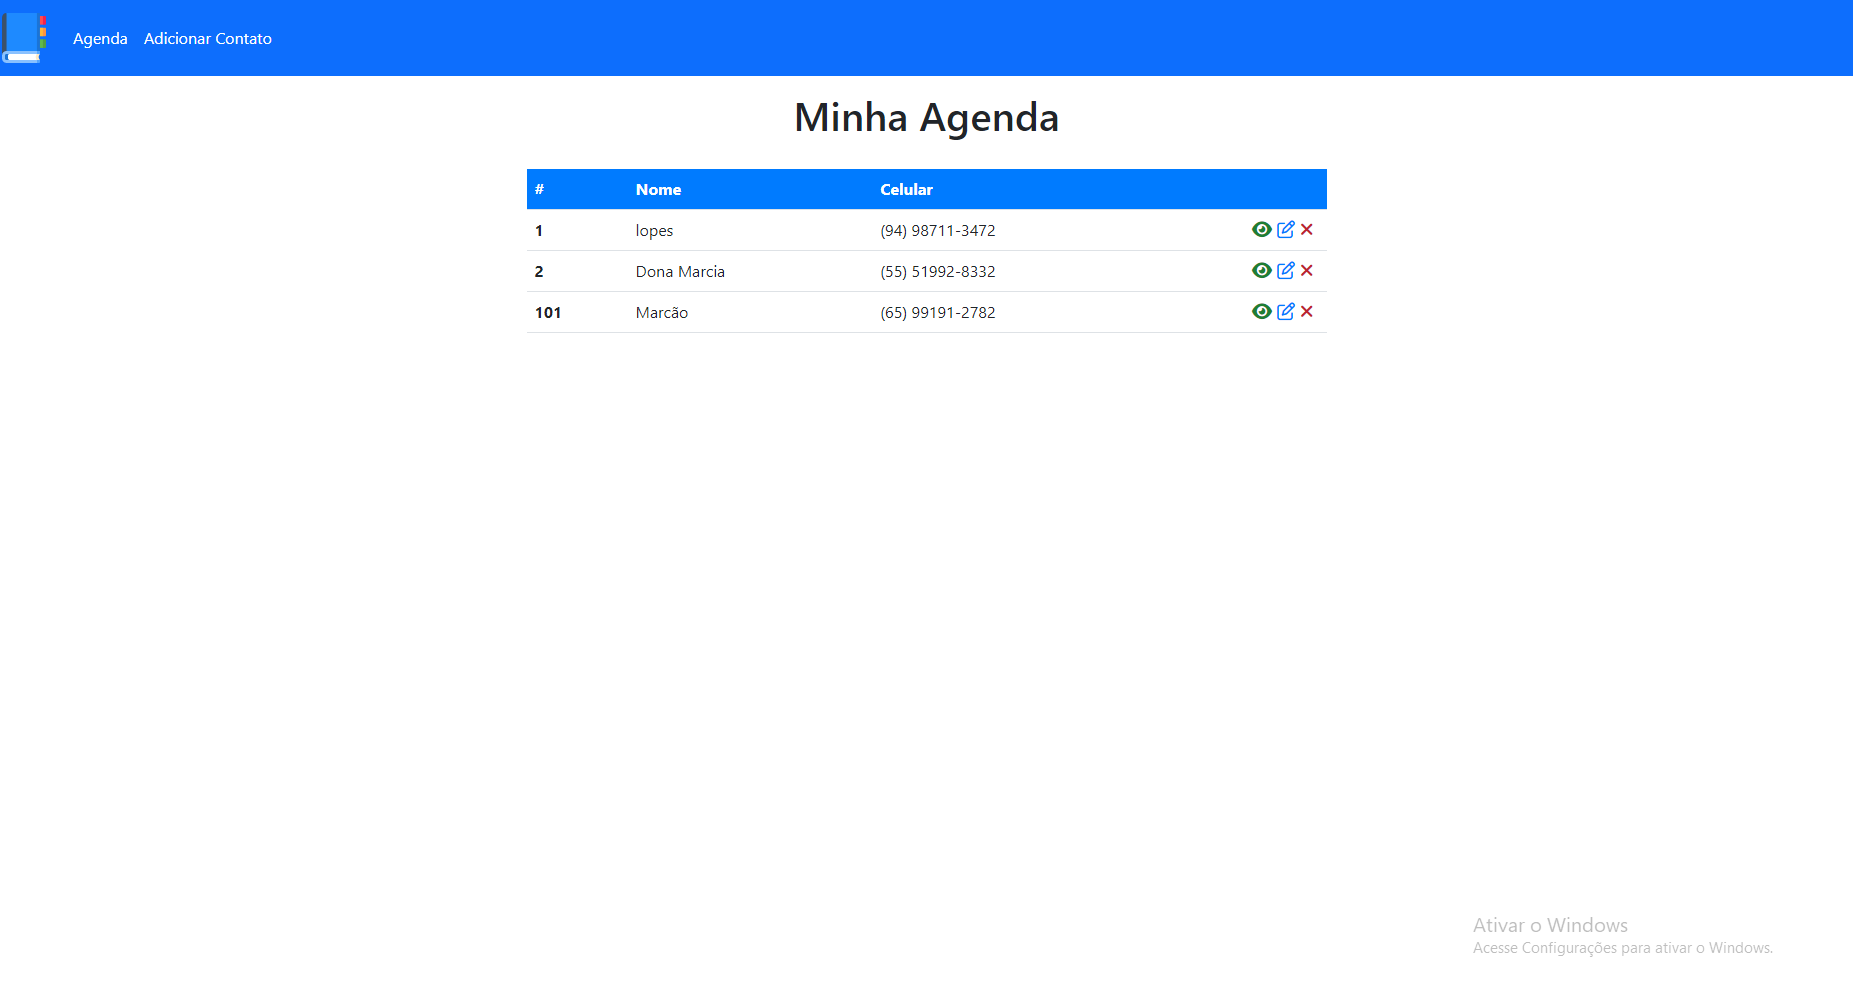 Agenda Adicionar Contato
Minha Agenda
# Nome Celular
1 lopes (94) 98711-3472
2 Dona Marcia (55) 51992-8332
101 Marcão (65) 99191-2782
Ativar o Windows
Acesse Configurações para ativar o Windows.